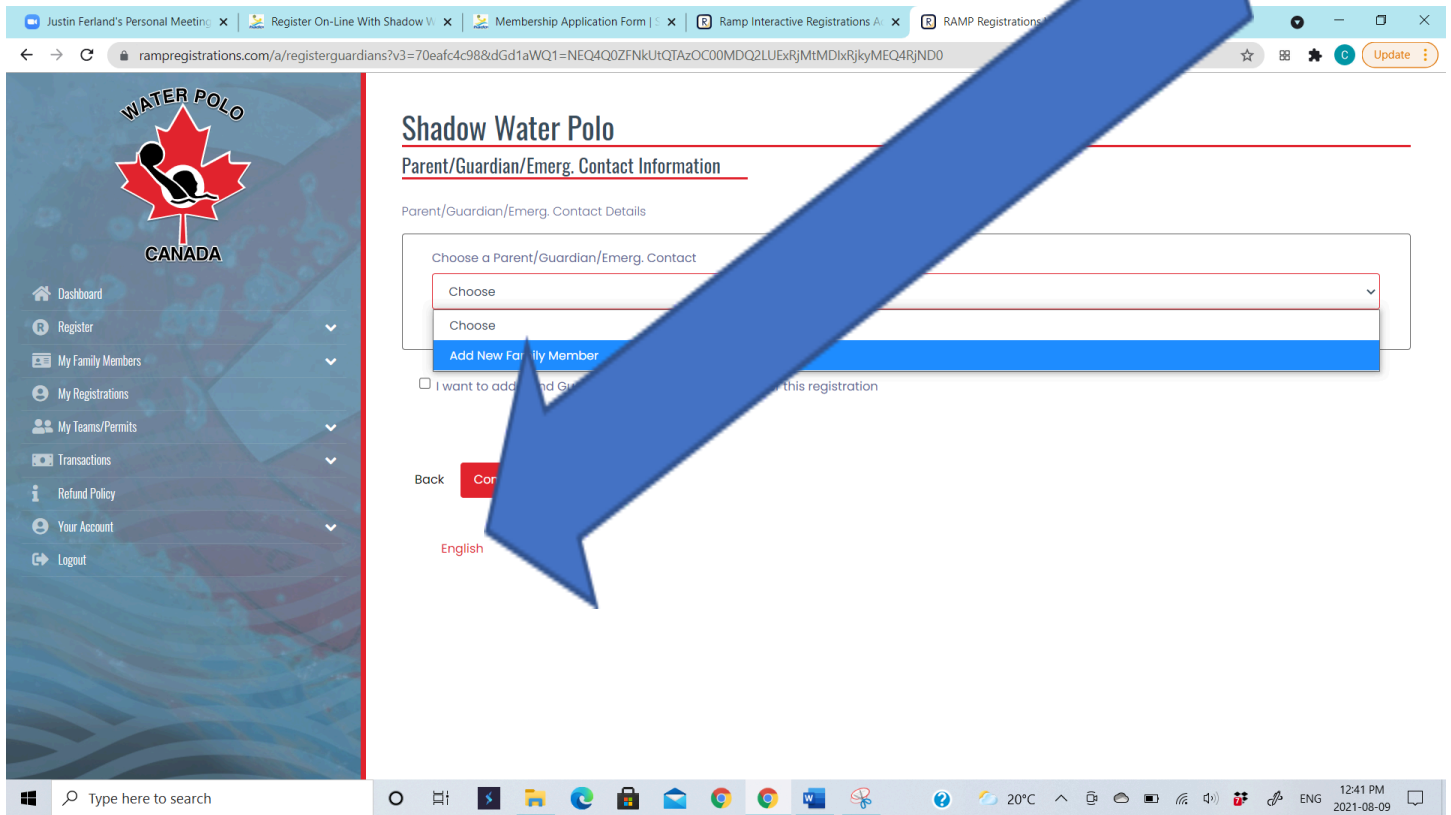 Justin Ferland's Personal Meeting
Register On-Line With Shadow W
Membership Application Form | S
R Ramp Interactive Registrations A
R RAMP Registrations
rampregistrations.com/a/registerguardians?v3=70eafc4c98&dGd1aWQ1=NEQ4Q0ZFNkUtQTAzOC00MDQ2LUExRjMtMDIxRjkyMEQ4RjND0
C
Update
WATER POLO
CANADA
Dashboard
R Register
My Family Members
My Registrations
My Teams/Permits
Transactions
Refund Policy
Your Account
Logout
Shadow Water Polo
Parent/Guardian/Emerg. Contact Information
Parent/Guardian/Emerg. Contact Details
Choose a Parent/Guardian/Emerg. Contact
Choose
Choose
Add New Family Member
I want to add this registration
Back
English
Type here to search
20°C
7
ENG
12:41 PM
2021-08-09